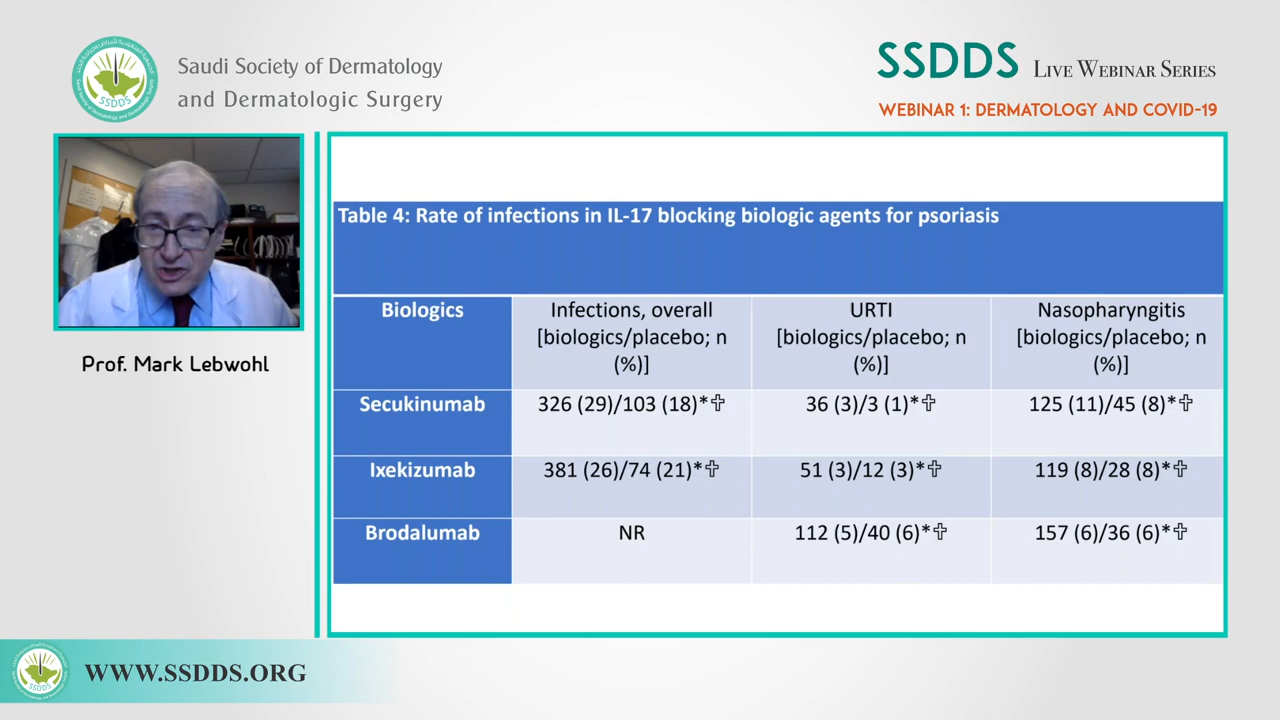 Saudi Society of Dermatology
and Dermatologic Surgery
SSDDS LIVE WEBINAR SERIES
WEBINAR 1: DERMATOLOGY AND COVID-19
SSDDS
Prof. Mark Lebwohl
Table 4: Rate of infections in IL-17 blocking biologic agents for psoriasis
Biologics
Infections, overall
[biologics/placebo; n
(%)]
URTI
[biologics/placebo; n
(%)]
Nasopharyngitis
[biologics/placebo; n
(%)]
Secukinumab
326 (29)/103 (18)*✞
36 (3)/3 (1)*✞
125 (11)/45 (8)*✞
Ixekizumab
381 (26)/74 (21)*✞
51 (3)/12 (3)*✞
119 (8)/28 (8)*✞
Brodalumab
NR
112 (5)/40 (6)*✞
157 (6)/36 (6)*✞
SSDDS
WWW.SSDDS.ORG